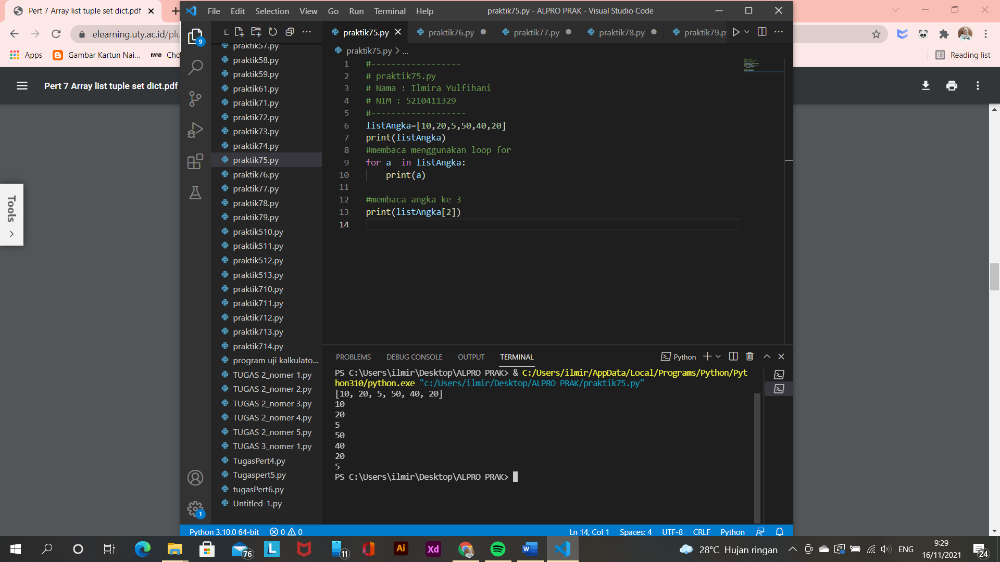 Pert 7 Array list tuple set dict.pdf
elearning.uty.ac.id/plu
Apps
Gambar Kartun Nai...
rave
Cho
Reading list
Pert 7 Array list tuple set dict.pdf
Tools
File Edit Selection View Go Run Terminal Help
praktik75.py - ALPRO PRAK - Visual Studio Code
E.
9
praktik57.py
praktik58.py
praktik59.py
praktik61.py
praktik71.py
praktik72.py
praktik73.py
praktik74.py
praktik75.py
praktik76.py
praktik77.py
praktik78.py
praktik79.py
praktik510.py
praktik511.py
praktik512.py
praktik513.py
praktik710.py
praktik711.py
praktik712.py
praktik713.py
praktik714.py
program uji kalkulato...
TUGAS 2_nomer 1.py
TUGAS 2_nomer 2.py
TUGAS 2_nomer 3.py
TUGAS 2_nomer 4.py
TUGAS 2_nomer 5.py
TUGAS 3_nomer 1.py
TugasPert4.py
Tugaspert5.py
tugasPert6.py
Untitled-1.py
1
praktik75.py praktik76.py praktik77.py praktik78.py praktik79.py
praktik75.py > ...
1 #------------------
2 # praktik75.py
3 # Nama : Ilmira Yulfihani
4 # NIM : 5210411329
5 #-------------------
6 listAngka=[10,20,5,50,40,20]
7 print(listAngka)
8 #membaca menggunakan loop for
9 for a  in listAngka:
10     print(a)
11
12 #membaca angka ke 3
13 print(listAngka[2])
14
PROBLEMS DEBUG CONSOLE OUTPUT TERMINAL
Python
PS C:\Users\ilmir\Desktop\ALPRO PRAK> & C:/Users/ilmir/AppData/Local/Programs/Python/Pyt
hon310/python.exe "c:/Users/ilmir/Desktop/ALPRO PRAK/praktik75.py"
[10, 20, 5, 50, 40, 20]
10
20
5
50
40
20
5
PS C:\Users\ilmir\Desktop\ALPRO PRAK>
Python 3.10.0 64-bit 0 0
Ln 14, Col 1 Spaces: 4 UTF-8 CRLF Python
76
L
11
Ai
Xd
28°C Hujan ringan
ENG
9:29
16/11/2021
24